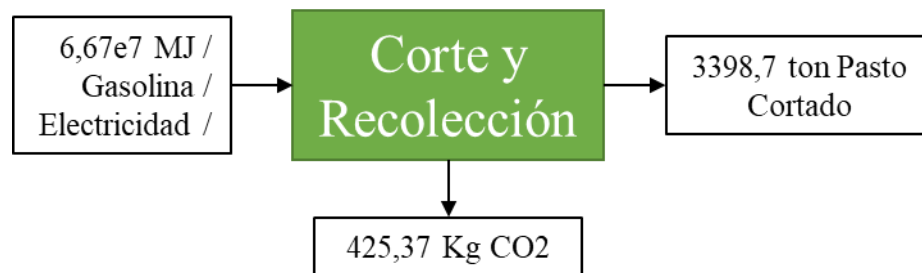 6,67e7 MJ /
Gasolina /
Electricidad /
Corte y
Recolección
3398,7 ton Pasto
Cortado
425,37 Kg CO2